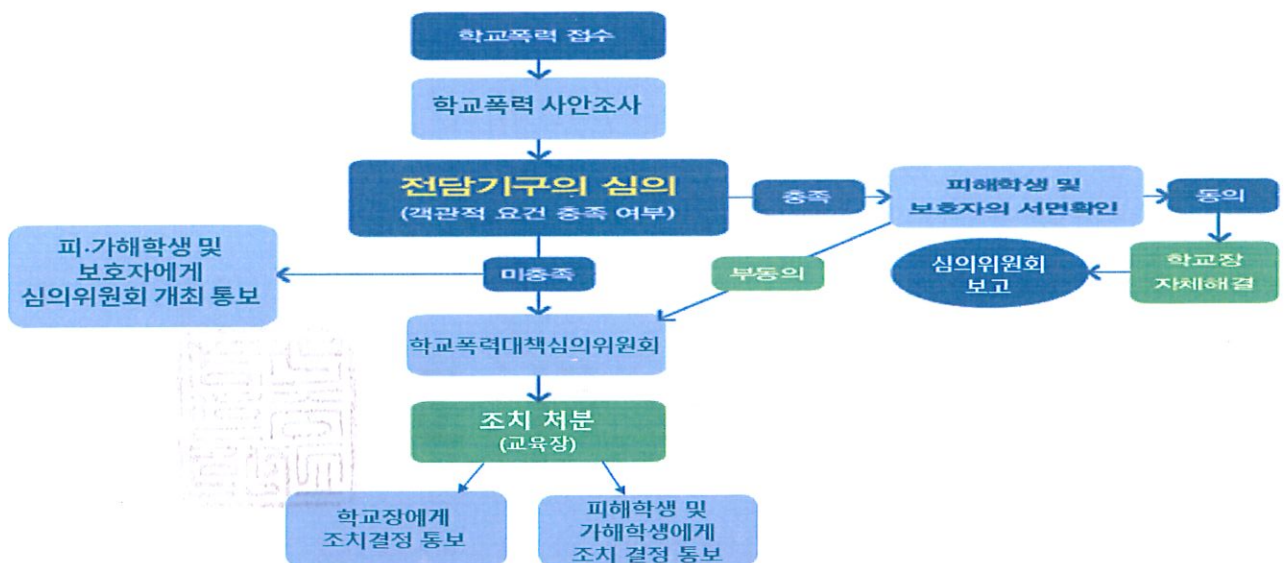 학교폭력 접수
학교폭력 사안조사
전담기구의 심의
(객관적 요건 충족 여부)
충족
피해학생 및
보호자의 서면확인
동의
피.가해학생 및
보호자에게
심의위원회 개최 통보
미충족
부동의
심의위원회
보고
학교장
자체해결
학교폭력대책심의위원회
조치 처분
(교육장)
학교장에게
조치결정 통보
피해학생 및
가해학생에게
조치 결정 통보